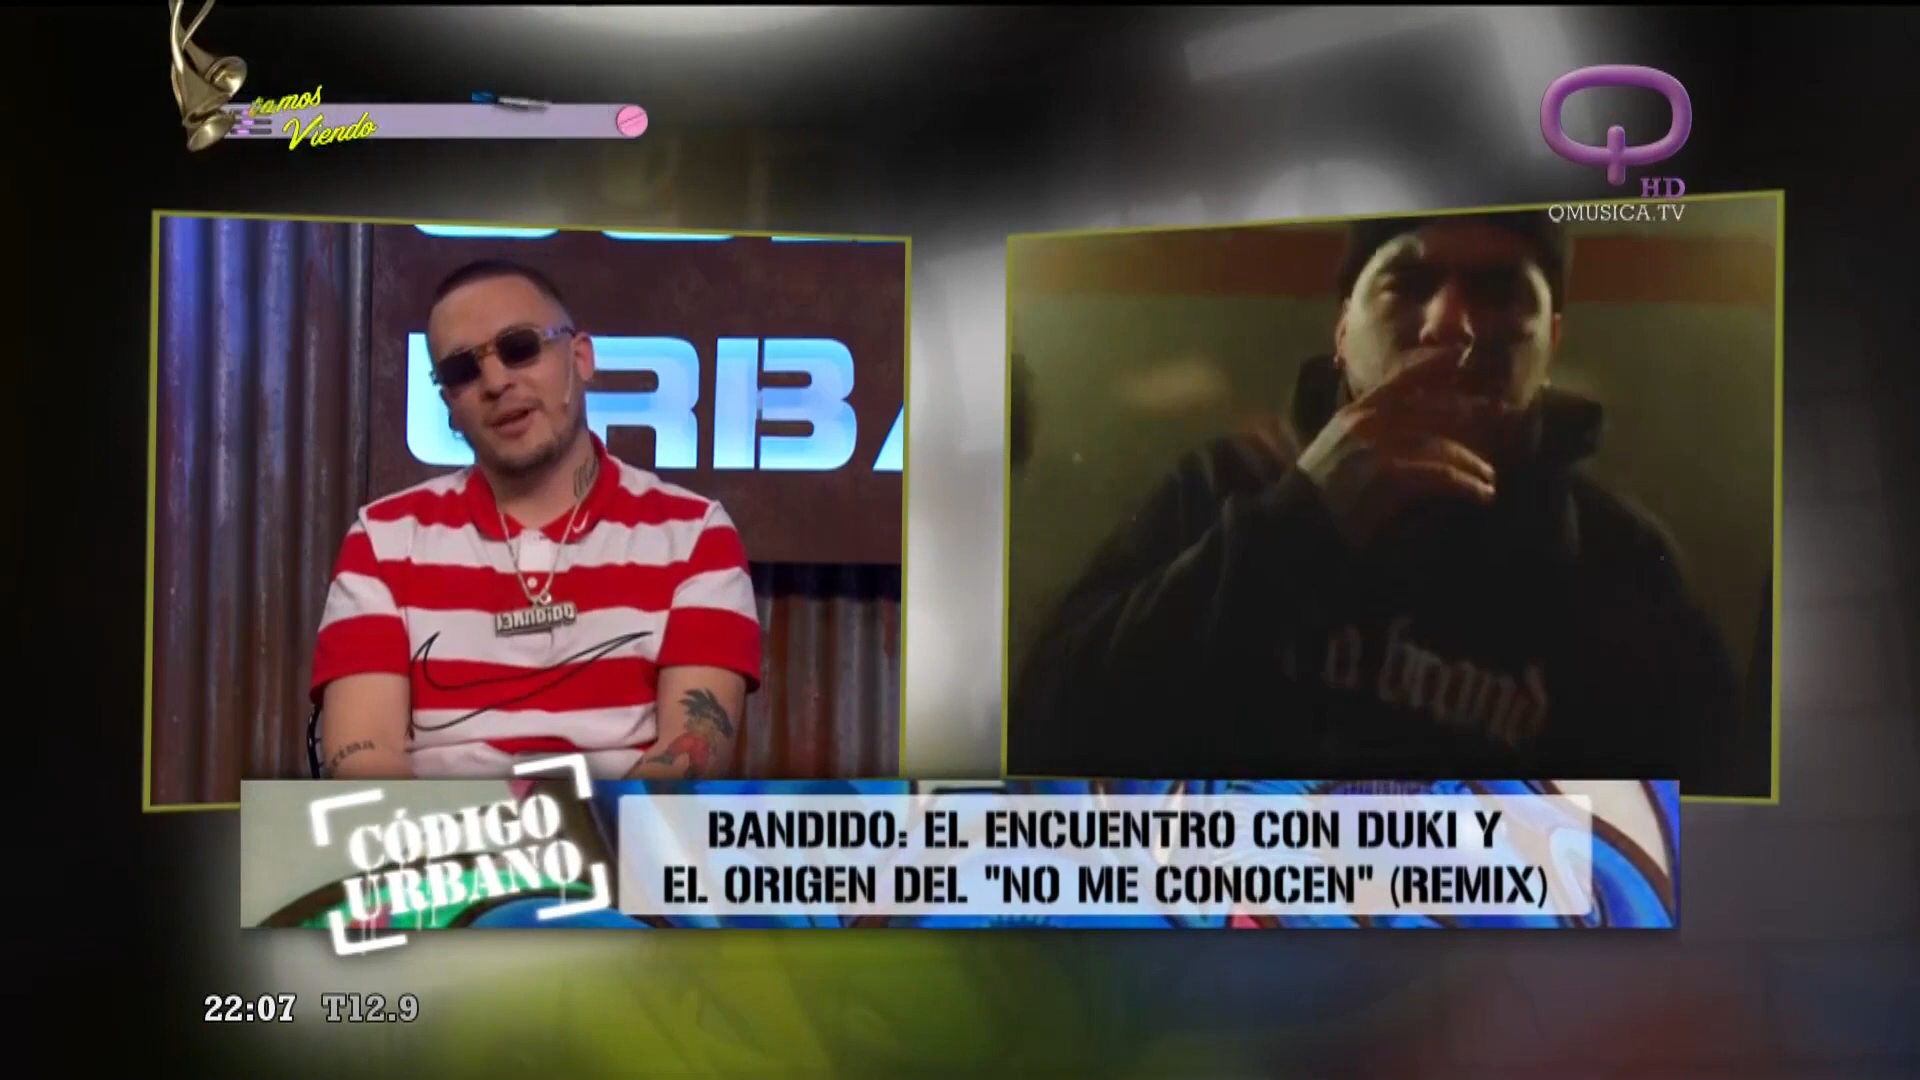 Viendo
HD
QMUSICA.TV
URBA
BANDIDO
a brand
CÓDIGO
URBANO
BANDIDO: EL ENCUENTRO CON DUKI Y
EL ORIGEN DEL "NO ME CONOCEN" (REMIX)
22:07 T12.9